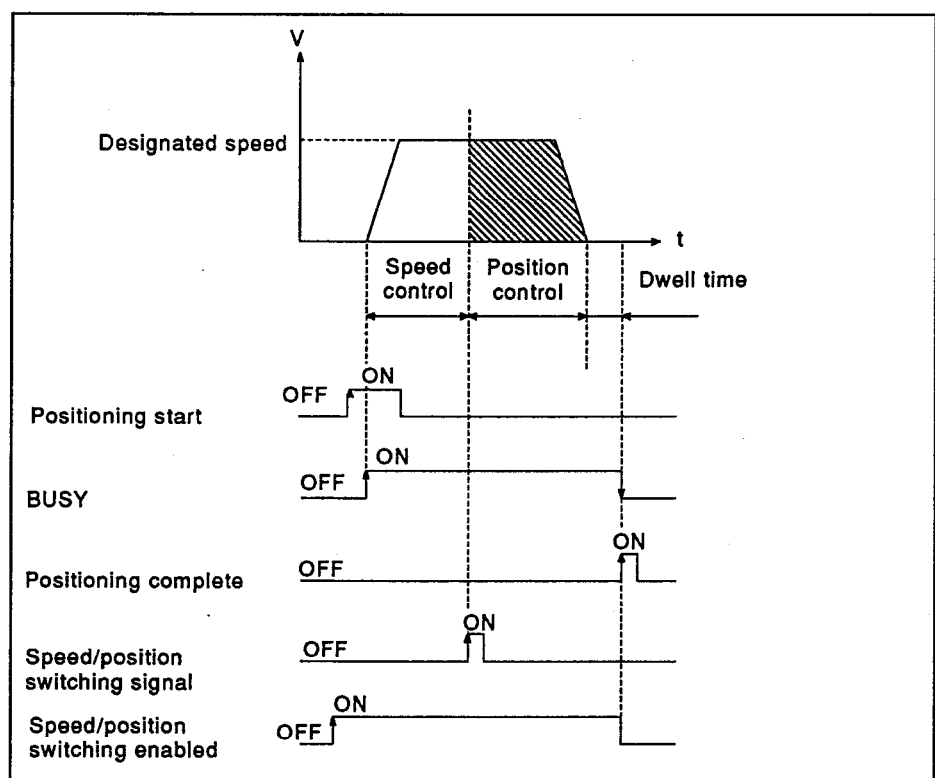 V
Designated speed
t
Speed
control
Position
control
Dwell time
ON
OFF
Positioning start
ON
OFF
BUSY
ON
OFF
Positioning complete
ON
OFF
Speed/position
switching signal
ON
OFF
Speed/position
switching enabled